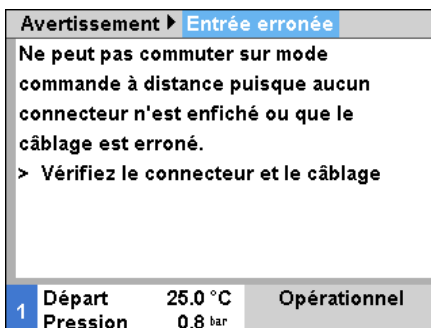 Avertissement ▶ Entrée erronée
Ne peut pas commuter sur mode
commande à distance puisque aucun
connecteur n'est enfiché ou que le
câblage est erroné.
> Vérifiez le connecteur et le câblage
1 Départ 25.0 °C Opérationnel
Pression 0.8 bar